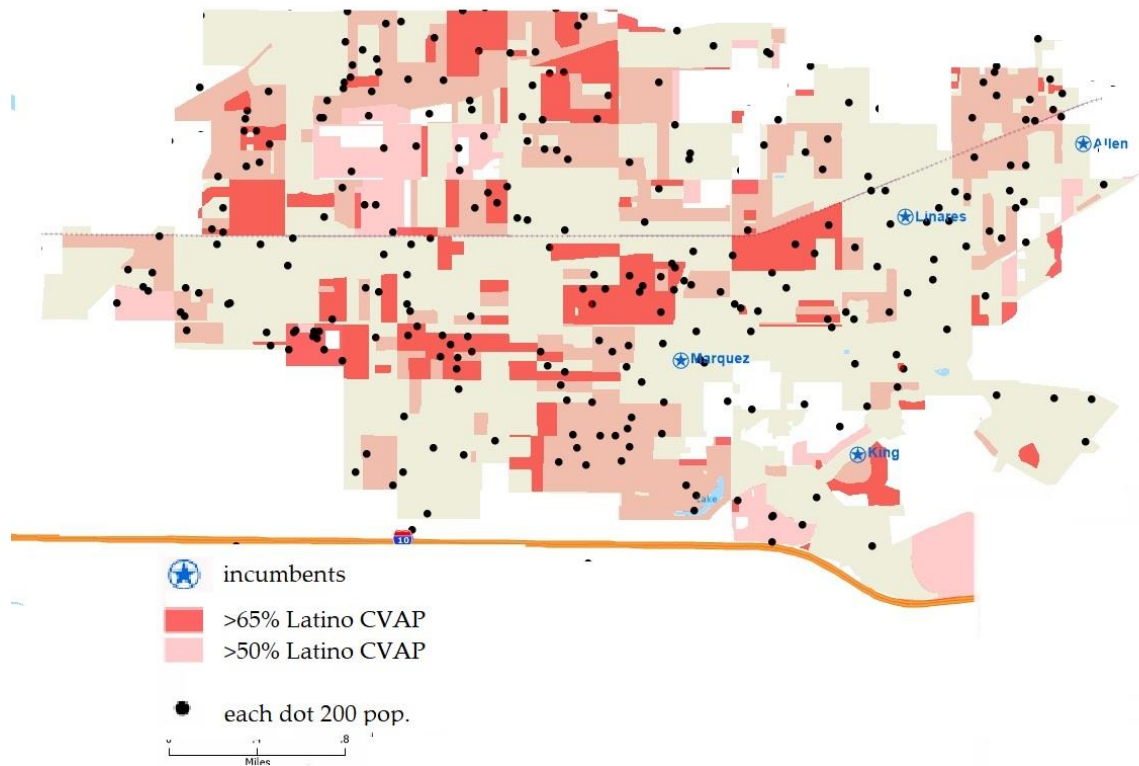 Allen
Linares
Marquez
King
Lake
10
incumbents
>65% Latino CVAP
>50% Latino CVAP
each dot 200 pop.
.8
Miles